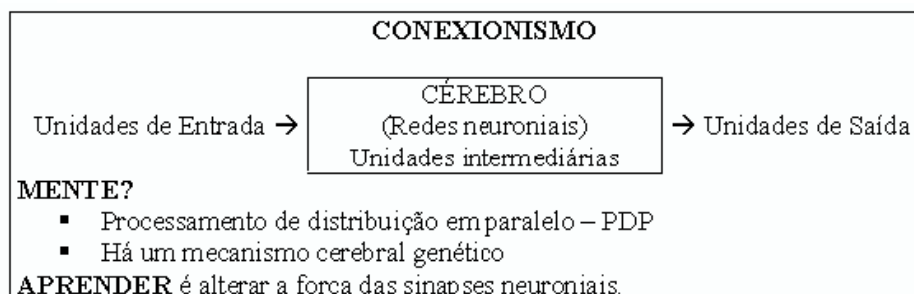 CONEXIONISMO
CÉREBRO
Unidades de Entrada → (Redes neuroniais) → Unidades de Saída
Unidades intermediárias
MENTE?
▪ Processamento de distribuição em paralelo – PDP
▪ Há um mecanismo cerebral genético
APRENDER é alterar a força das sinapses neuroniais.